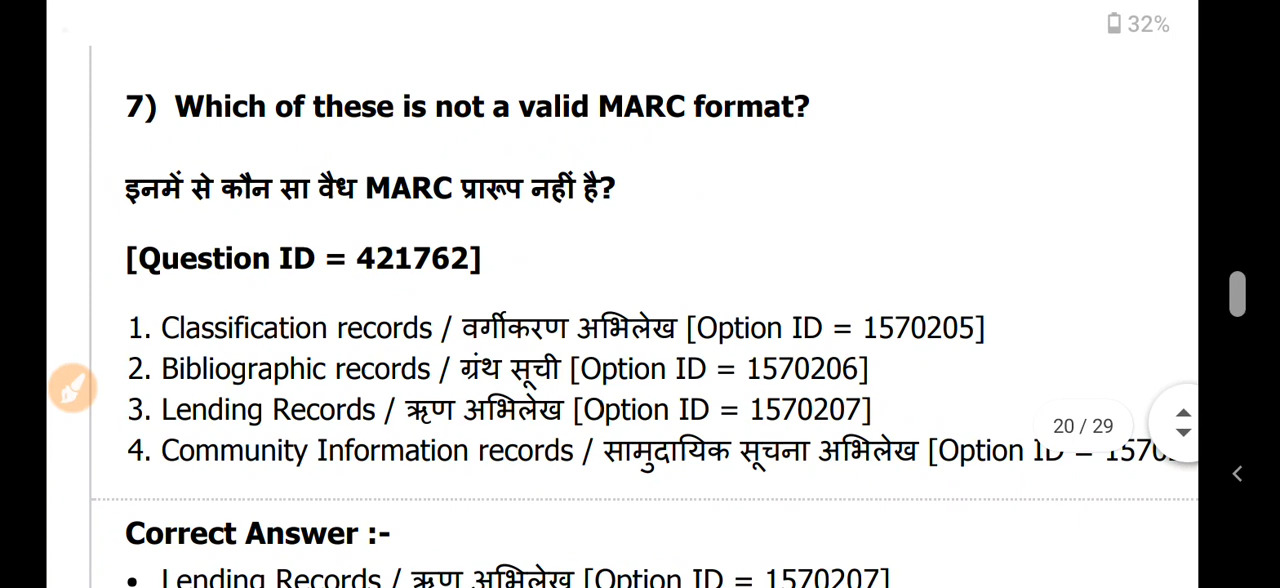 32%
7) Which of these is not a valid MARC format?
इनमें से कौन सा वैध MARC प्रारूप नहीं है?
[Question ID = 421762]
1. Classification records / वर्गीकरण अभिलेख [Option ID = 1570205]
2. Bibliographic records / ग्रंथ सूची [Option ID = 1570206]
3. Lending Records / ऋण अभिलेख [Option ID = 1570207]
20 / 29
4. Community Information records / सामुदायिक सूचना अभिलेख [Option
Correct Answer :-
• Lending Records / ऋण अभिलेख [Option ID = 1570207]